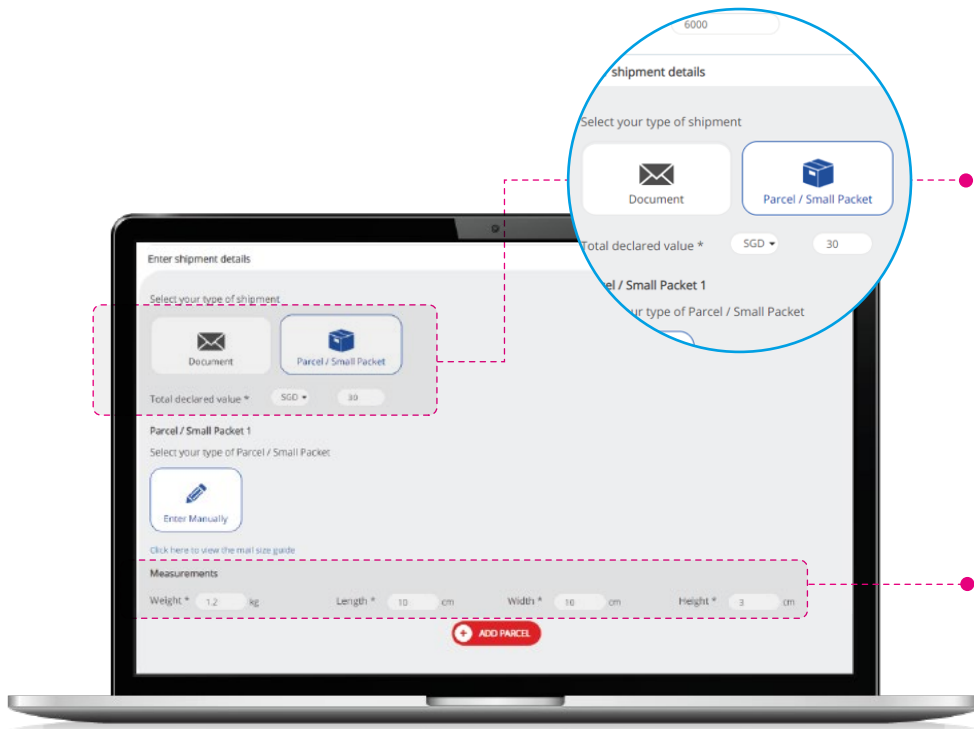 6000
shipment details
Select your type of shipment
Document
Parcel / Small Packet
Total declared value *
SGD
30
/ Small Packet 1
type of Parcel / Small Packet
Enter shipment details
Select your type of shipment
Document
Parcel / Small Packet
Total declared value *
SGD
30
Parcel / Small Packet 1
Select your type of Parcel / Small Packet
Enter Manually
Click here to view the mail size guide
Measurements
Weight * 1.2 kg Length * 10 cm Width * 16 cm Height * 3 cm
+ ADD PARCEL